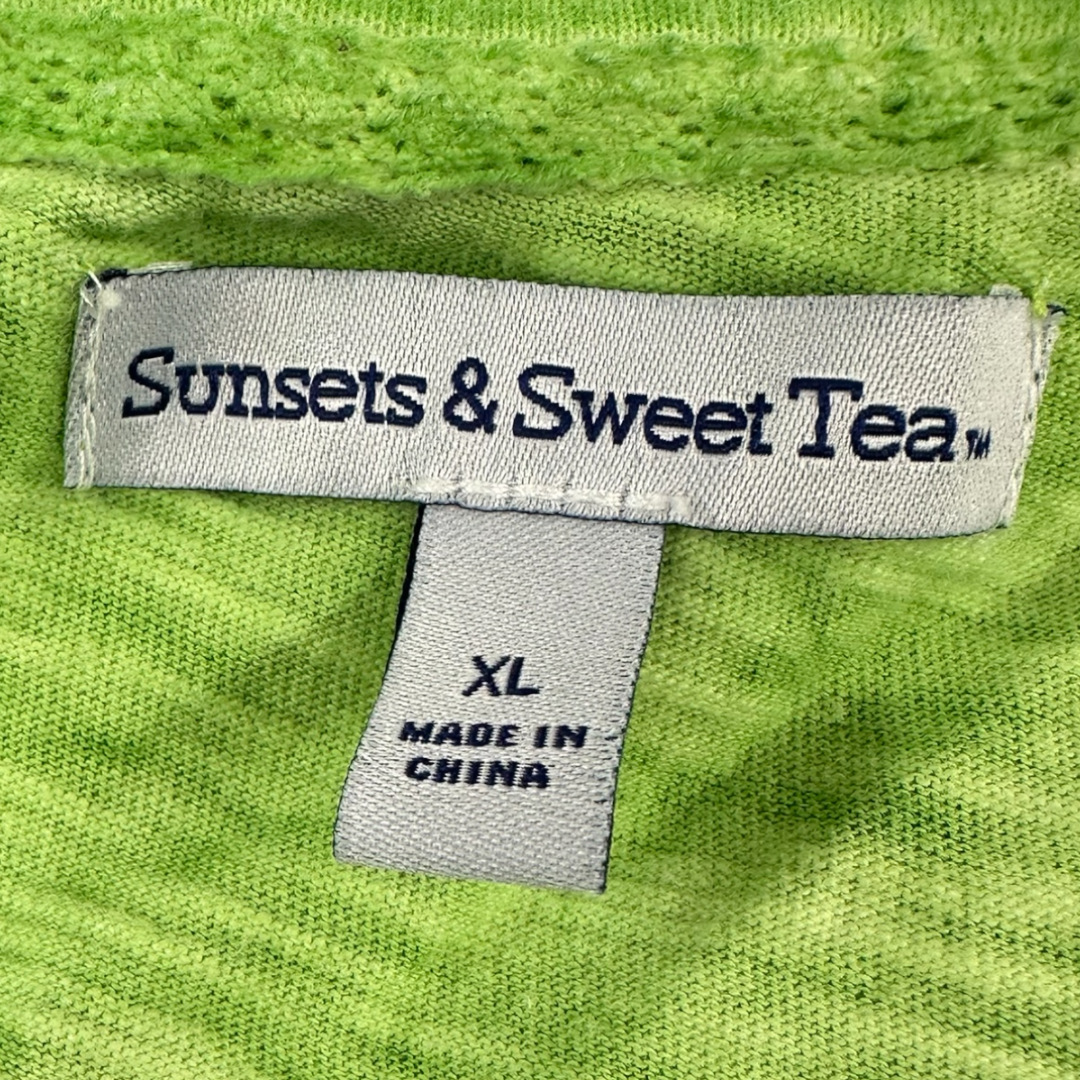 Sunsets & Sweet Tea™
XL
MADE IN
CHINA